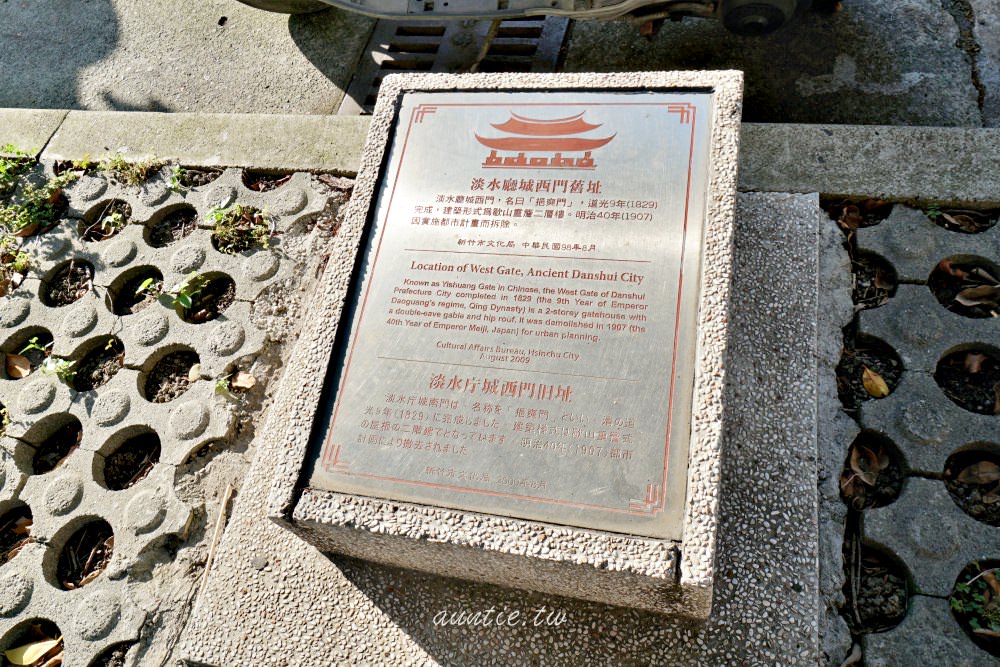 淡水廳城西門舊址
淡水廳城西門，名曰「挹爽門」，道光9年(1829)
完成，建築形式為歇山重簷二層樓。明治40年(1907)
因實施都市計畫而拆除。
新竹市文化局 中華民國98年8月
Location of West Gate, Ancient Danshui City
Known as Yishuang Gate in Chinese, the West Gate of Danshui
Prefecture City completed in 1829 (the 9th Year of Emperor
Daoguang's regime, Qing Dynasty) is a 2-storey gatehouse with
a double-eave gable and hip roof. It was damolished in 1907 (the
40th Year of Emperor Meiji, Japan) for urban planning.
Cultural Affairs Bureau, Hsinchu City
August 2009
淡水庁城西門旧址
淡水庁城西門は、名称を「挹爽門」といい、清の道
光9年(1829)に完成した。建築様式は歇山重簷式
の屋根の二階建てとなっています。明治40年(1907)都市
計画により撤去されました
新竹市文化局 2009年8月
auntie.tw